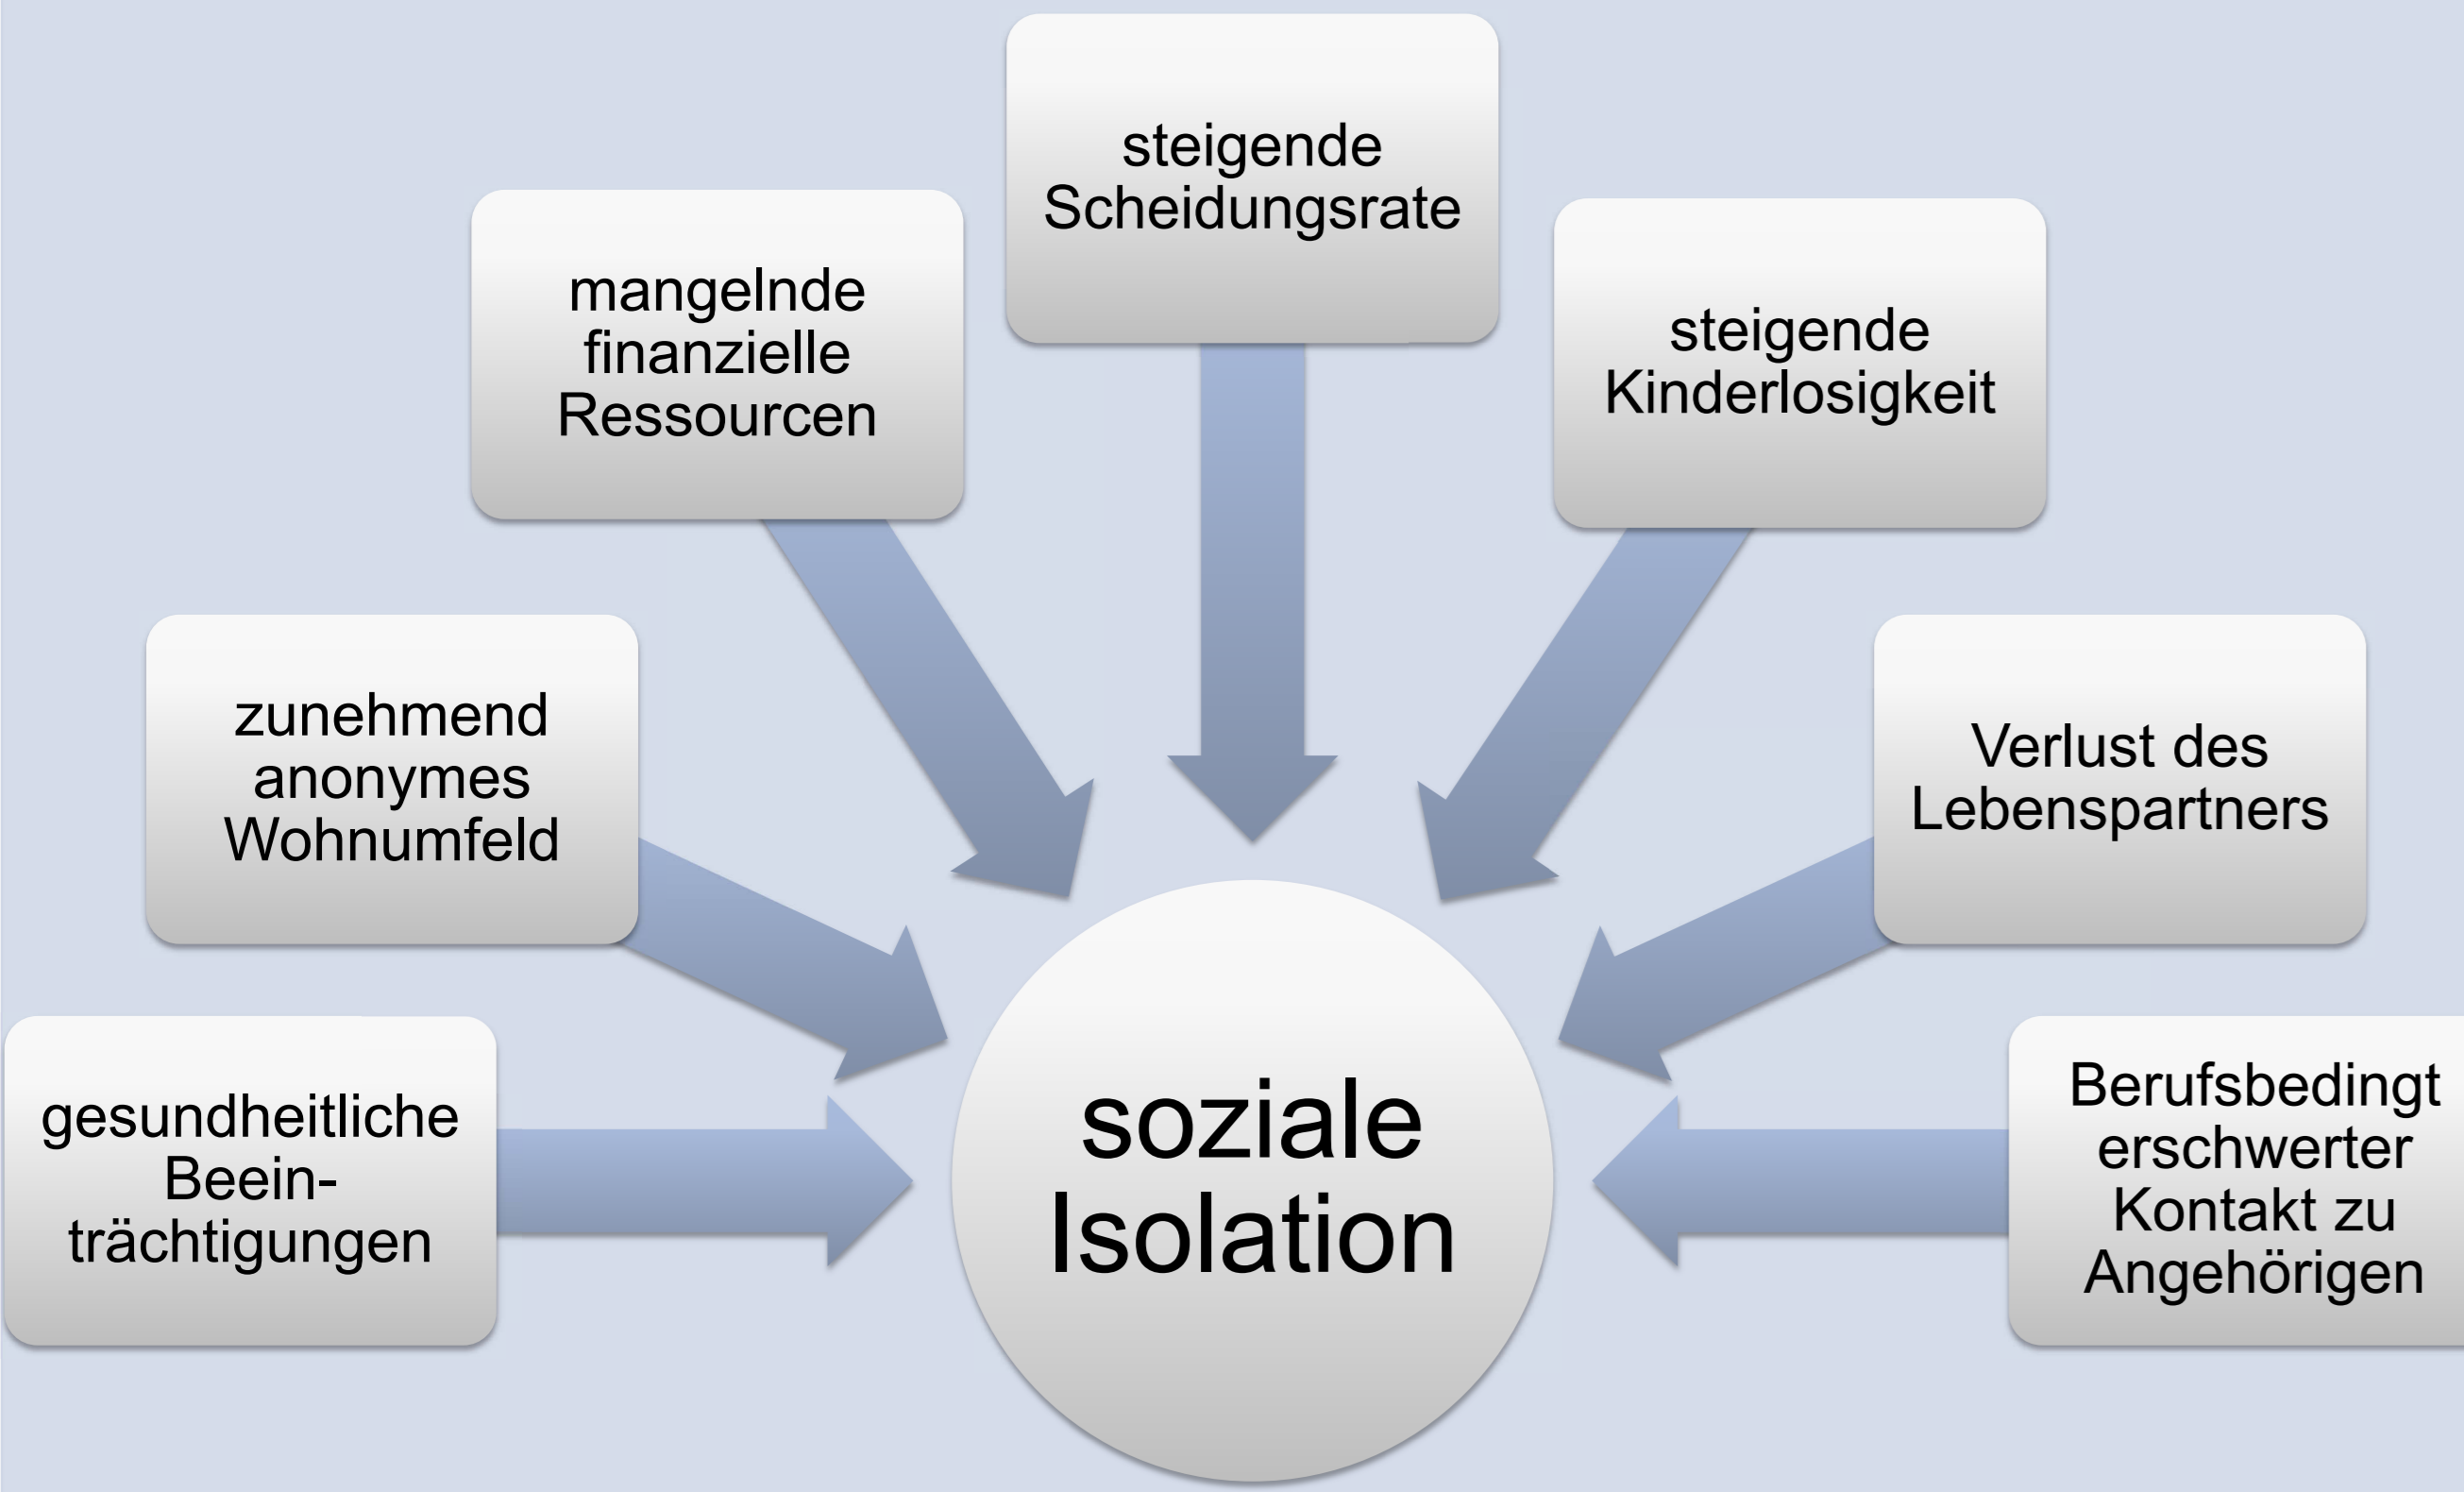 steigende
Scheidungsrate
mangelnde
finanzielle
Ressourcen
steigende
Kinderlosigkeit
zunehmend
anonymes
Wohnumfeld
Verlust des
Lebenspartners
gesundheitliche
Beein-
trächtigungen
soziale
Isolation
Berufsbedingt
erschwerter
Kontakt zu
Angehörigen